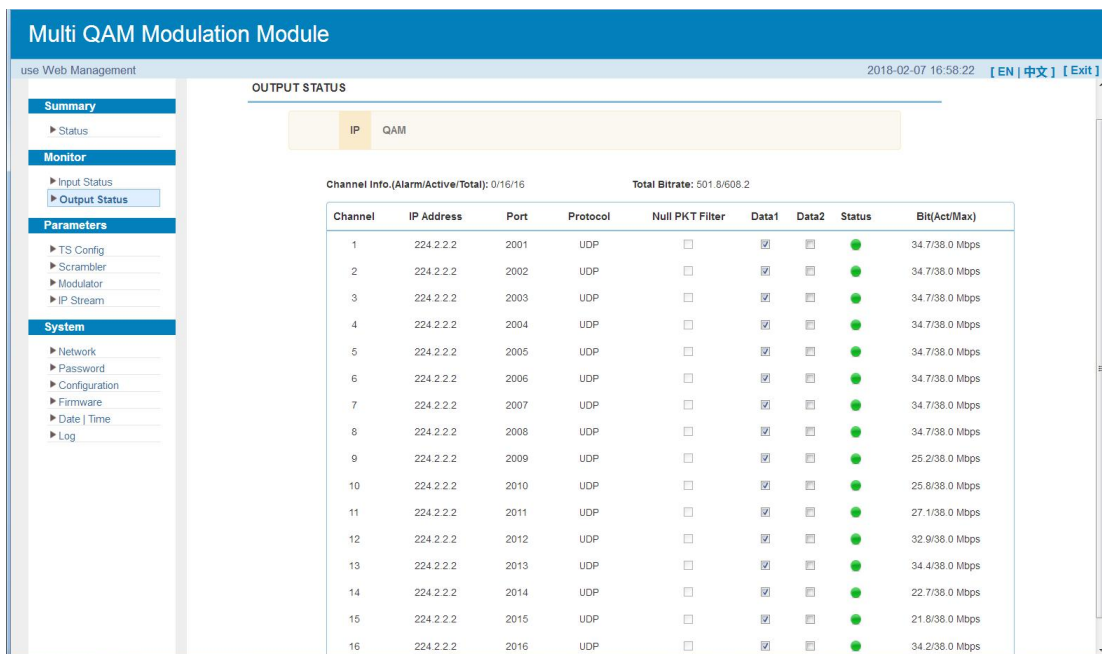 Multi QAM Modulation Module
use Web Management
2018-02-07 16:58:22 [ EN | 中文 ] [ Exit ]
Summary
Status
Monitor
Input Status
Output Status
Parameters
TS Config
Scrambler
Modulator
IP Stream
System
Network
Password
Configuration
Firmware
Date | Time
Log
OUTPUT STATUS
IP QAM
Channel Info.(Alarm/Active/Total): 0/16/16 Total Bitrate: 501.8/608.2
Channel IP Address Port Protocol Null PKT Filter Data1 Data2 Status Bit(Act/Max)
1 224.2.2.2 2001 UDP 34.7/38.0 Mbps
2 224.2.2.2 2002 UDP 34.7/38.0 Mbps
3 224.2.2.2 2003 UDP 34.7/38.0 Mbps
4 224.2.2.2 2004 UDP 34.7/38.0 Mbps
5 224.2.2.2 2005 UDP 34.7/38.0 Mbps
6 224.2.2.2 2006 UDP 34.7/38.0 Mbps
7 224.2.2.2 2007 UDP 34.7/38.0 Mbps
8 224.2.2.2 2008 UDP 34.7/38.0 Mbps
9 224.2.2.2 2009 UDP 25.2/38.0 Mbps
10 224.2.2.2 2010 UDP 25.8/38.0 Mbps
11 224.2.2.2 2011 UDP 27.1/38.0 Mbps
12 224.2.2.2 2012 UDP 32.9/38.0 Mbps
13 224.2.2.2 2013 UDP 34.4/38.0 Mbps
14 224.2.2.2 2014 UDP 22.7/38.0 Mbps
15 224.2.2.2 2015 UDP 21.8/38.0 Mbps
16 224.2.2.2 2016 UDP 34.2/38.0 Mbps